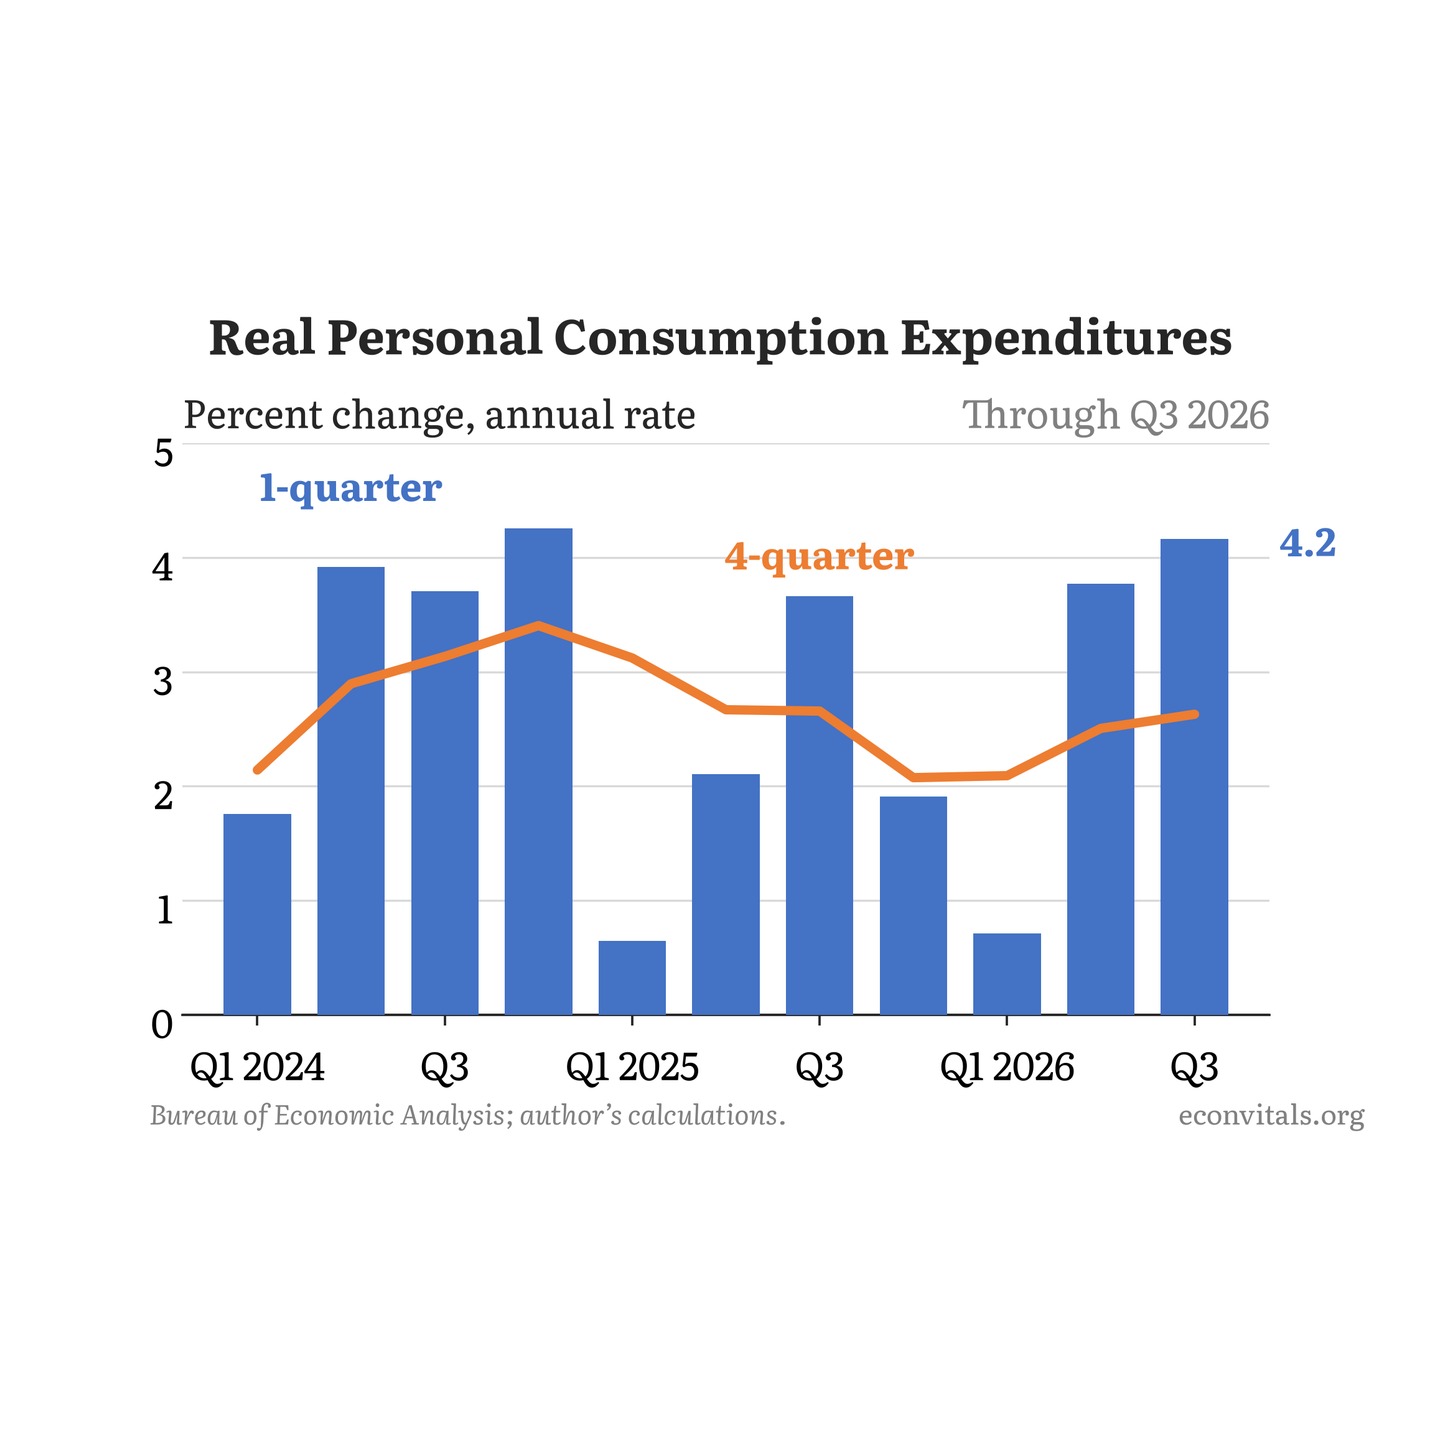 Real Personal Consumption Expenditures
Percent change, annual rate
Through Q3 2026
5
1-quarter
4.2
4-quarter
4
3
2
1
0
Q1 2024 Q3 Q1 2025 Q3 Q1 2026 Q3
Bureau of Economic Analysis; author’s calculations.
econvitals.org